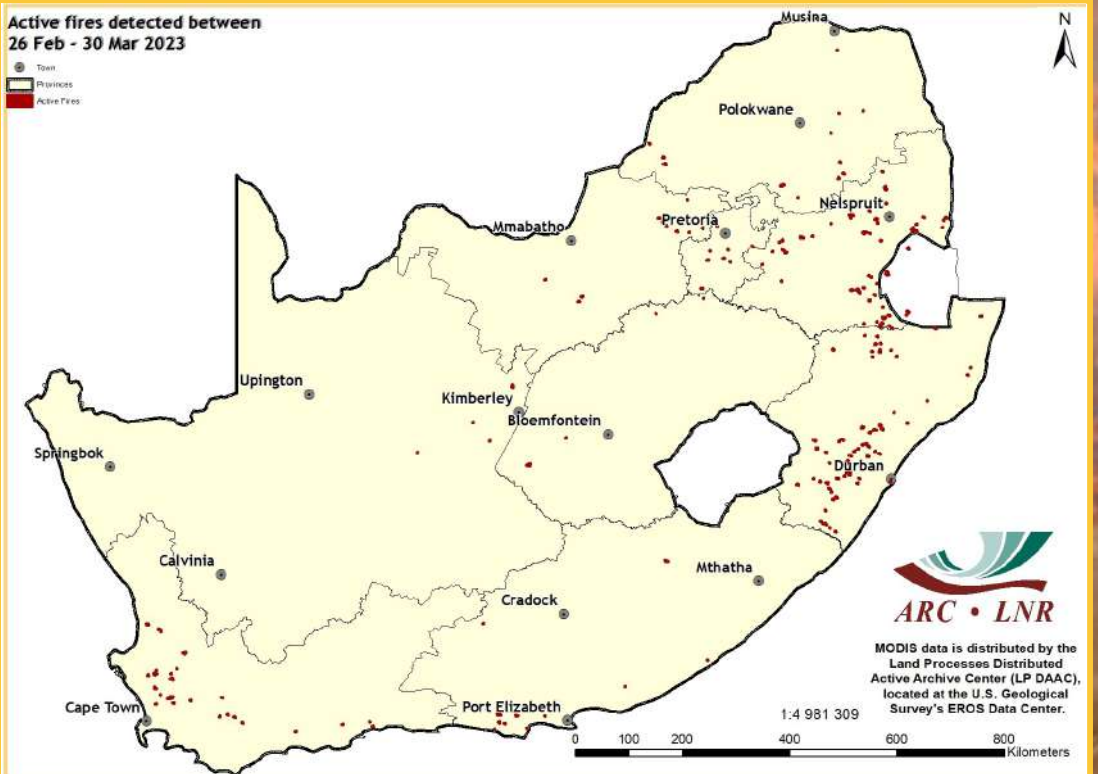 Active fires detected between
26 Feb - 30 Mar 2023
Town
Provinces
Active Fires
N
Musina
Polokwane
Nelspruit
Pretoria
Mmabatho
Upington
Kimberley
Bloemfontein
Springbok
Durban
Calvinia
Mthatha
Cradock
Cape Town
Port Elizabeth
ARC • LNR
MODIS data is distributed by the
Land Processes Distributed
Active Archive Center (LP DAAC),
located at the U.S. Geological
Survey's EROS Data Center.
1:4 981 309
0 100 200 400 600 800
Kilometers